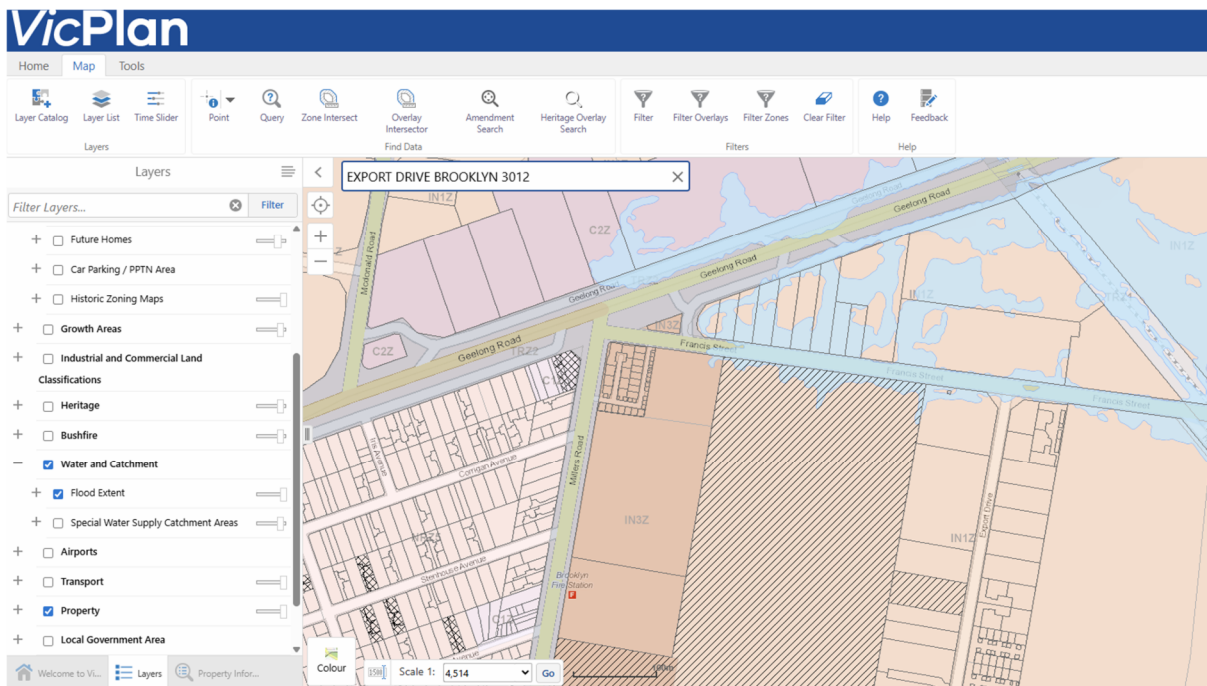 VicPlan
Home Map Tools
Layer Catalog Layer List Time Slider Point Query Zone Intersect Overlay Intersector Amendment Search Heritage Overlay Search Filter Filter Overlays Filter Zones Clear Filter Help Feedback
Layers Find Data Filters Help
Layers
EXPORT DRIVE BROOKLYN 3012
Filter Layers...
Filter
Future Homes
Car Parking / PPTN Area
Historic Zoning Maps
Growth Areas
Industrial and Commercial Land
Classifications
Heritage
Bushfire
Water and Catchment
Flood Extent
Special Water Supply Catchment Areas
Airports
Transport
Property
Local Government Area
Welcome to Vi...
Layers
Property Infor...
Colour
Scale 1:
4,514
Go
IN1Z
C2Z
Geelong Road
Geelong Road
Geelong Road
IN1Z
Mcdonald Road
IN1Z
IN3Z
C2Z
Geelong Road
TRZ2
Francis Street
Francis Street
Iris Avenue
Corrigan Avenue
Millers Road
Stenhouse Avenue
IN3Z
Export Drive
IN1Z
Brooklyn
Fire Station